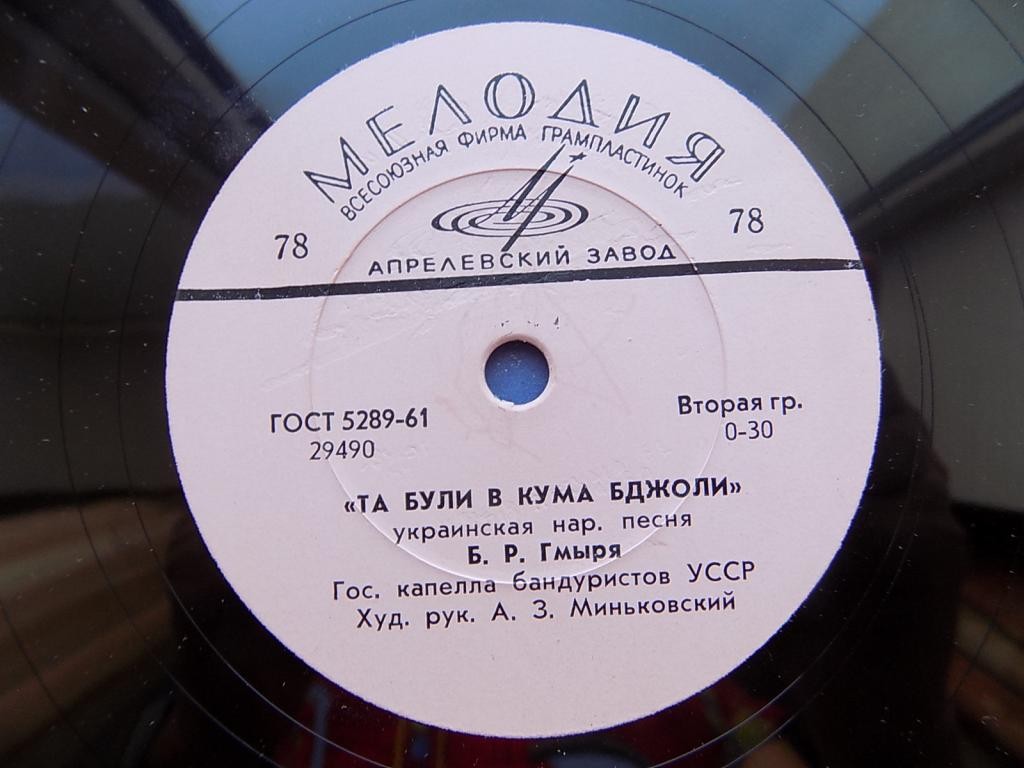 МЕЛОДИЯ
ВСЕСОЮЗНАЯ ФИРМА ГРАМПЛАСТИНОК
78
78
АПРЕЛЕВСКИЙ ЗАВОД
ГОСТ 5289-61
29490
Вторая гр.
0-30
«ТА БУЛИ В КУМА БДЖОЛИ»
украинская нар. песня
Б. Р. Гмыря
Гос. капелла бандуристов УССР
Худ. рук. А. З. Миньковский